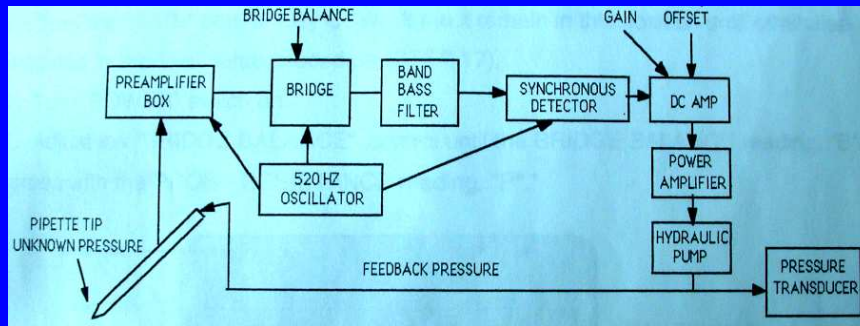 BRIDGE BALANCE
GAIN
OFFSET
PREAMPLIFIER
BOX
BRIDGE
BAND
BASS
FILTER
SYNCHRONOUS
DETECTOR
DC AMP
520 HZ
OSCILLATOR
POWER
AMPLIFIER
PIPETTE TIP
UNKNOWN PRESSURE
HYDRAULIC
PUMP
FEEDBACK PRESSURE
PRESSURE
TRANSDUCER